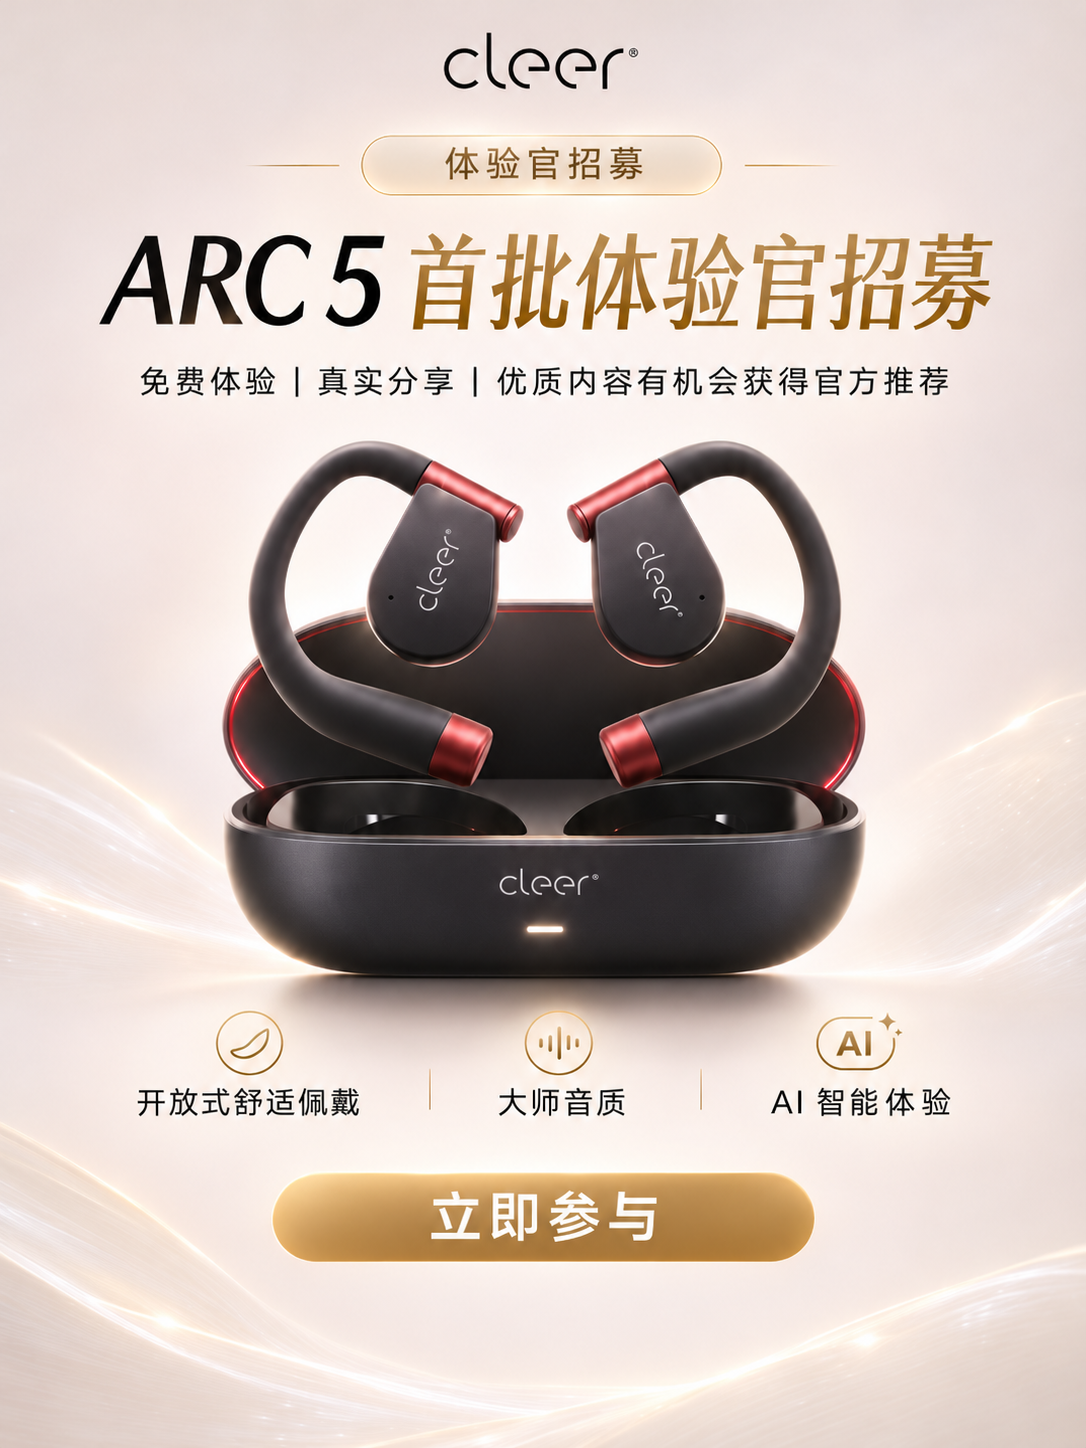 cleer®
体验官招募
ARC 5 首批体验官招募
免费体验 | 真实分享 | 优质内容有机会获得官方推荐
cleer®
cleer®
cleer®
AI
开放式舒适佩戴
大师音质
AI 智能体验
立即参与